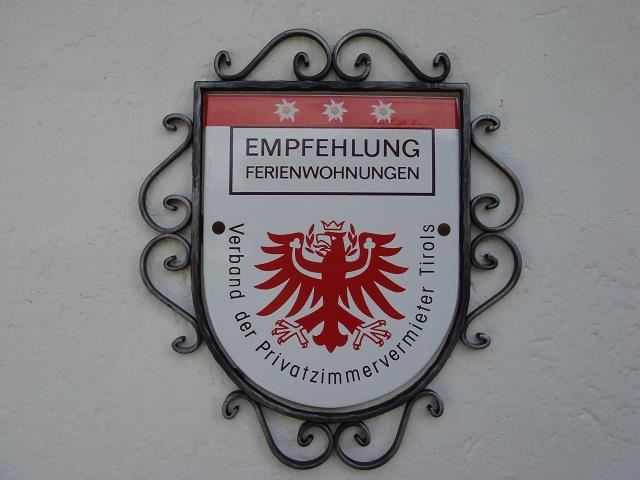 EMPFEHLUNG
FERIENWOHNUNGEN
Verband der Privatzimmervermieter Tirols